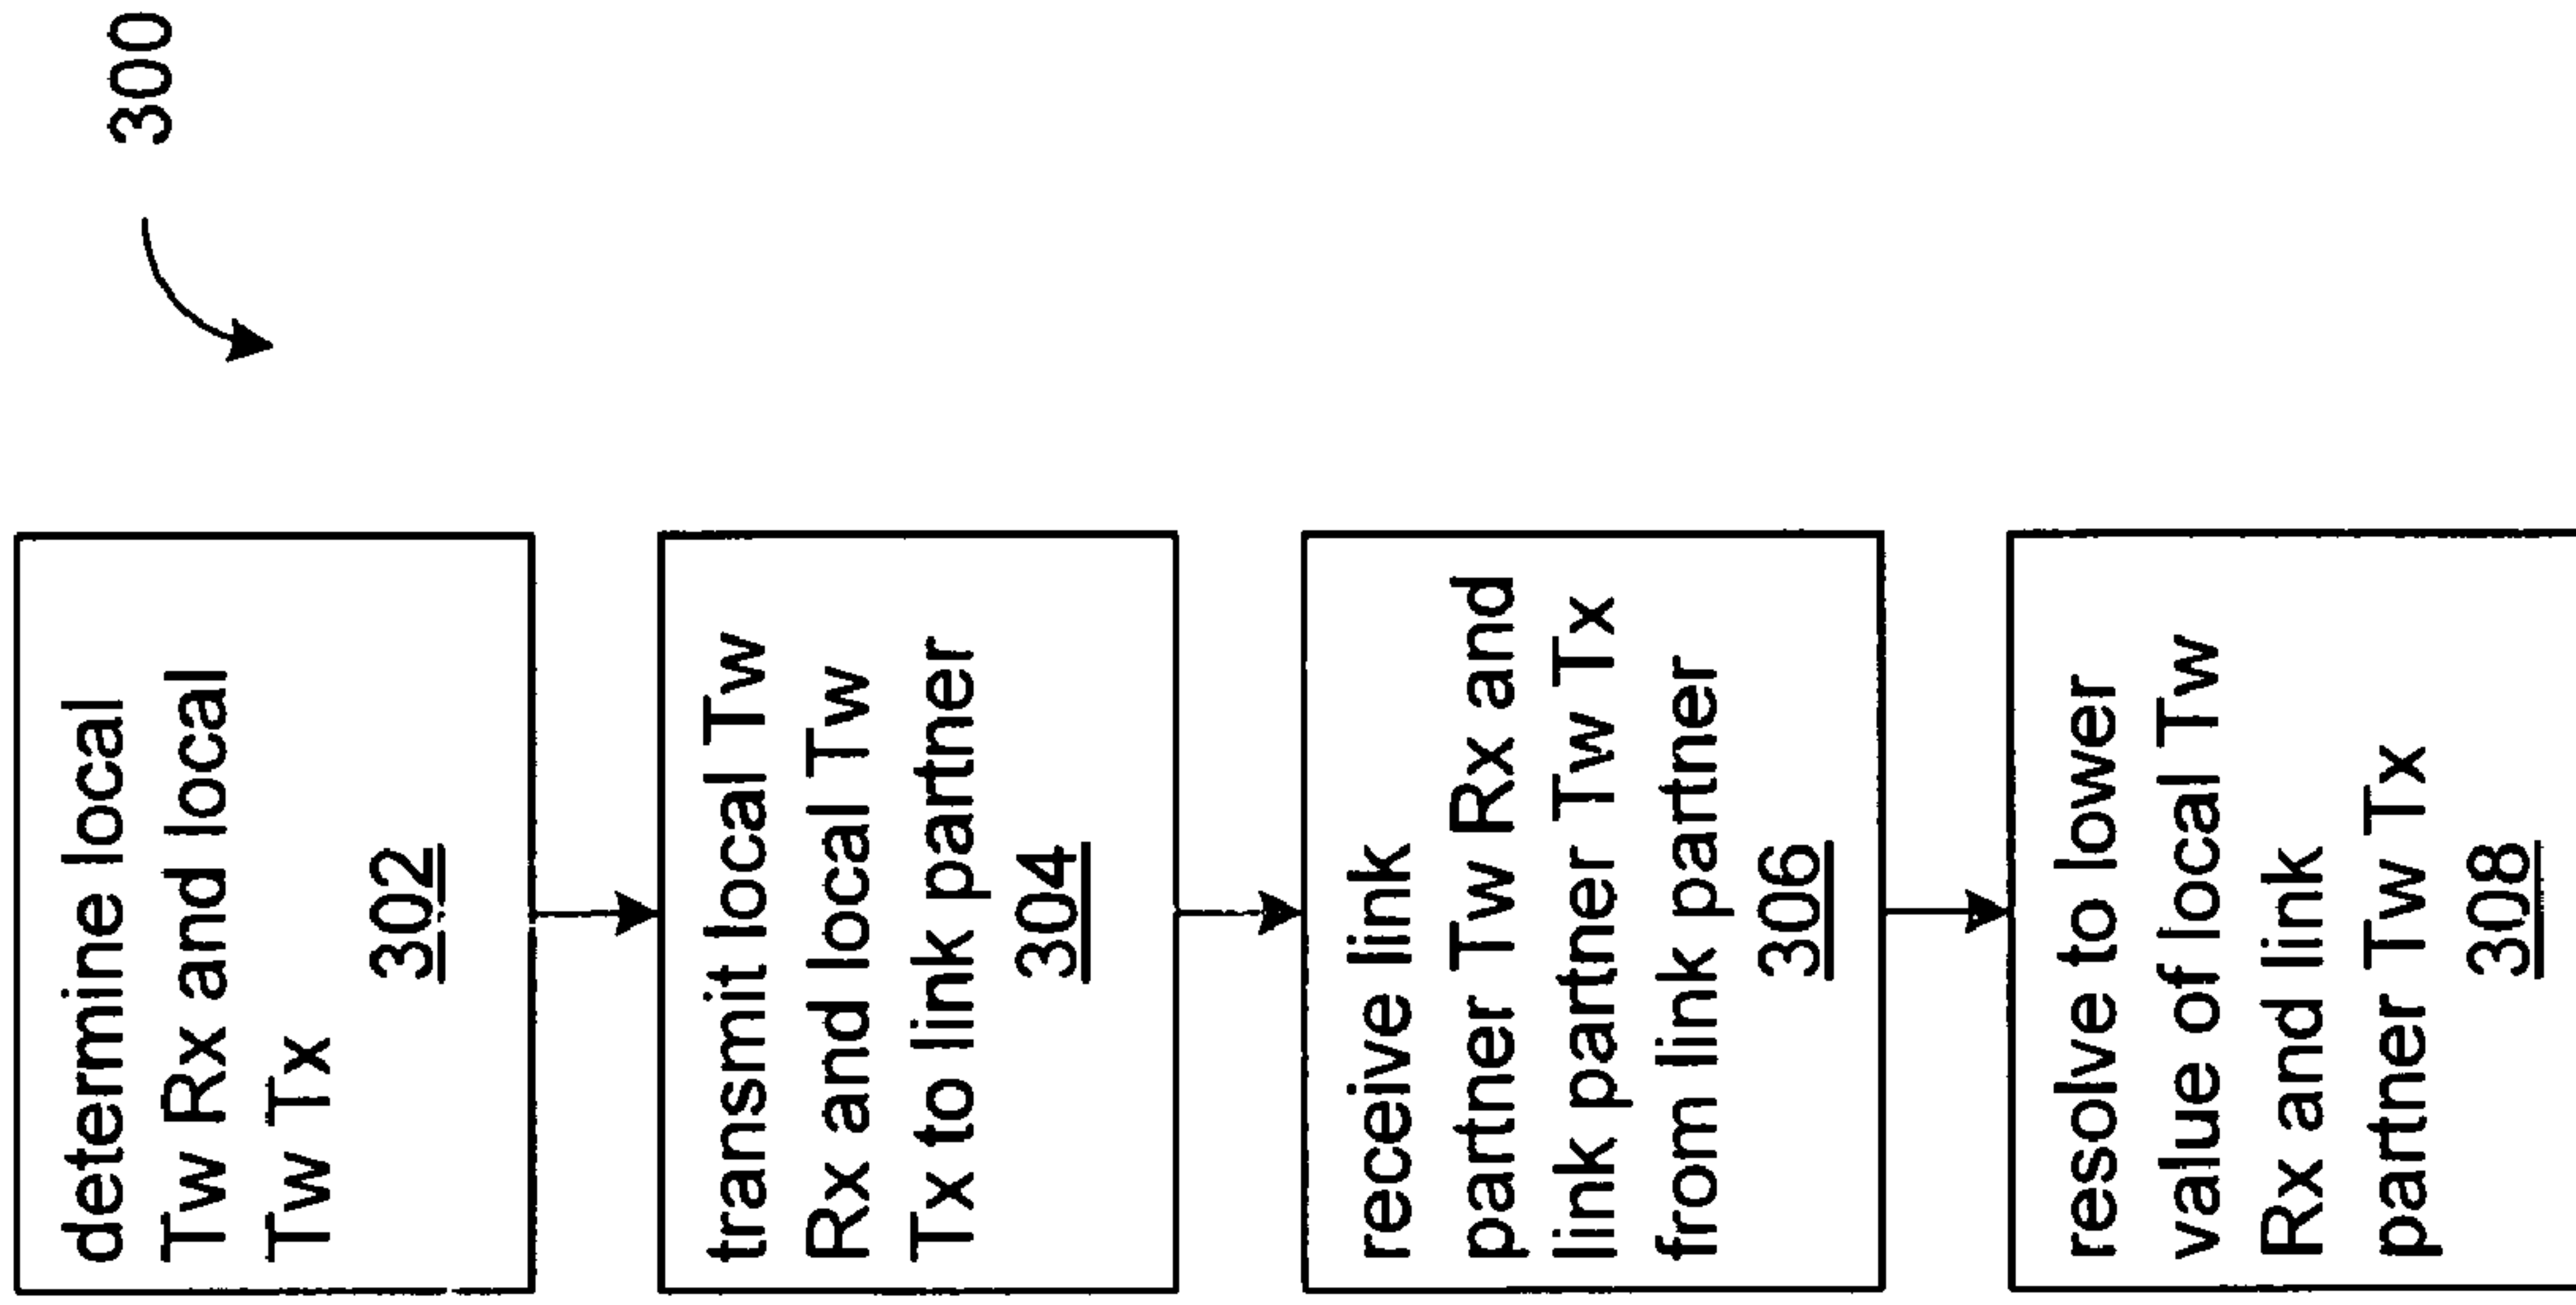 300
determine local
Tw Rx and local
Tw Tx
302
transmit local Tw
Rx and local Tw
Tx to link partner
304
receive link
partner Tw Rx and
link partner Tw Tx
from link partner
306
resolve to lower
value of local Tw
Rx and link
partner Tw Tx
308